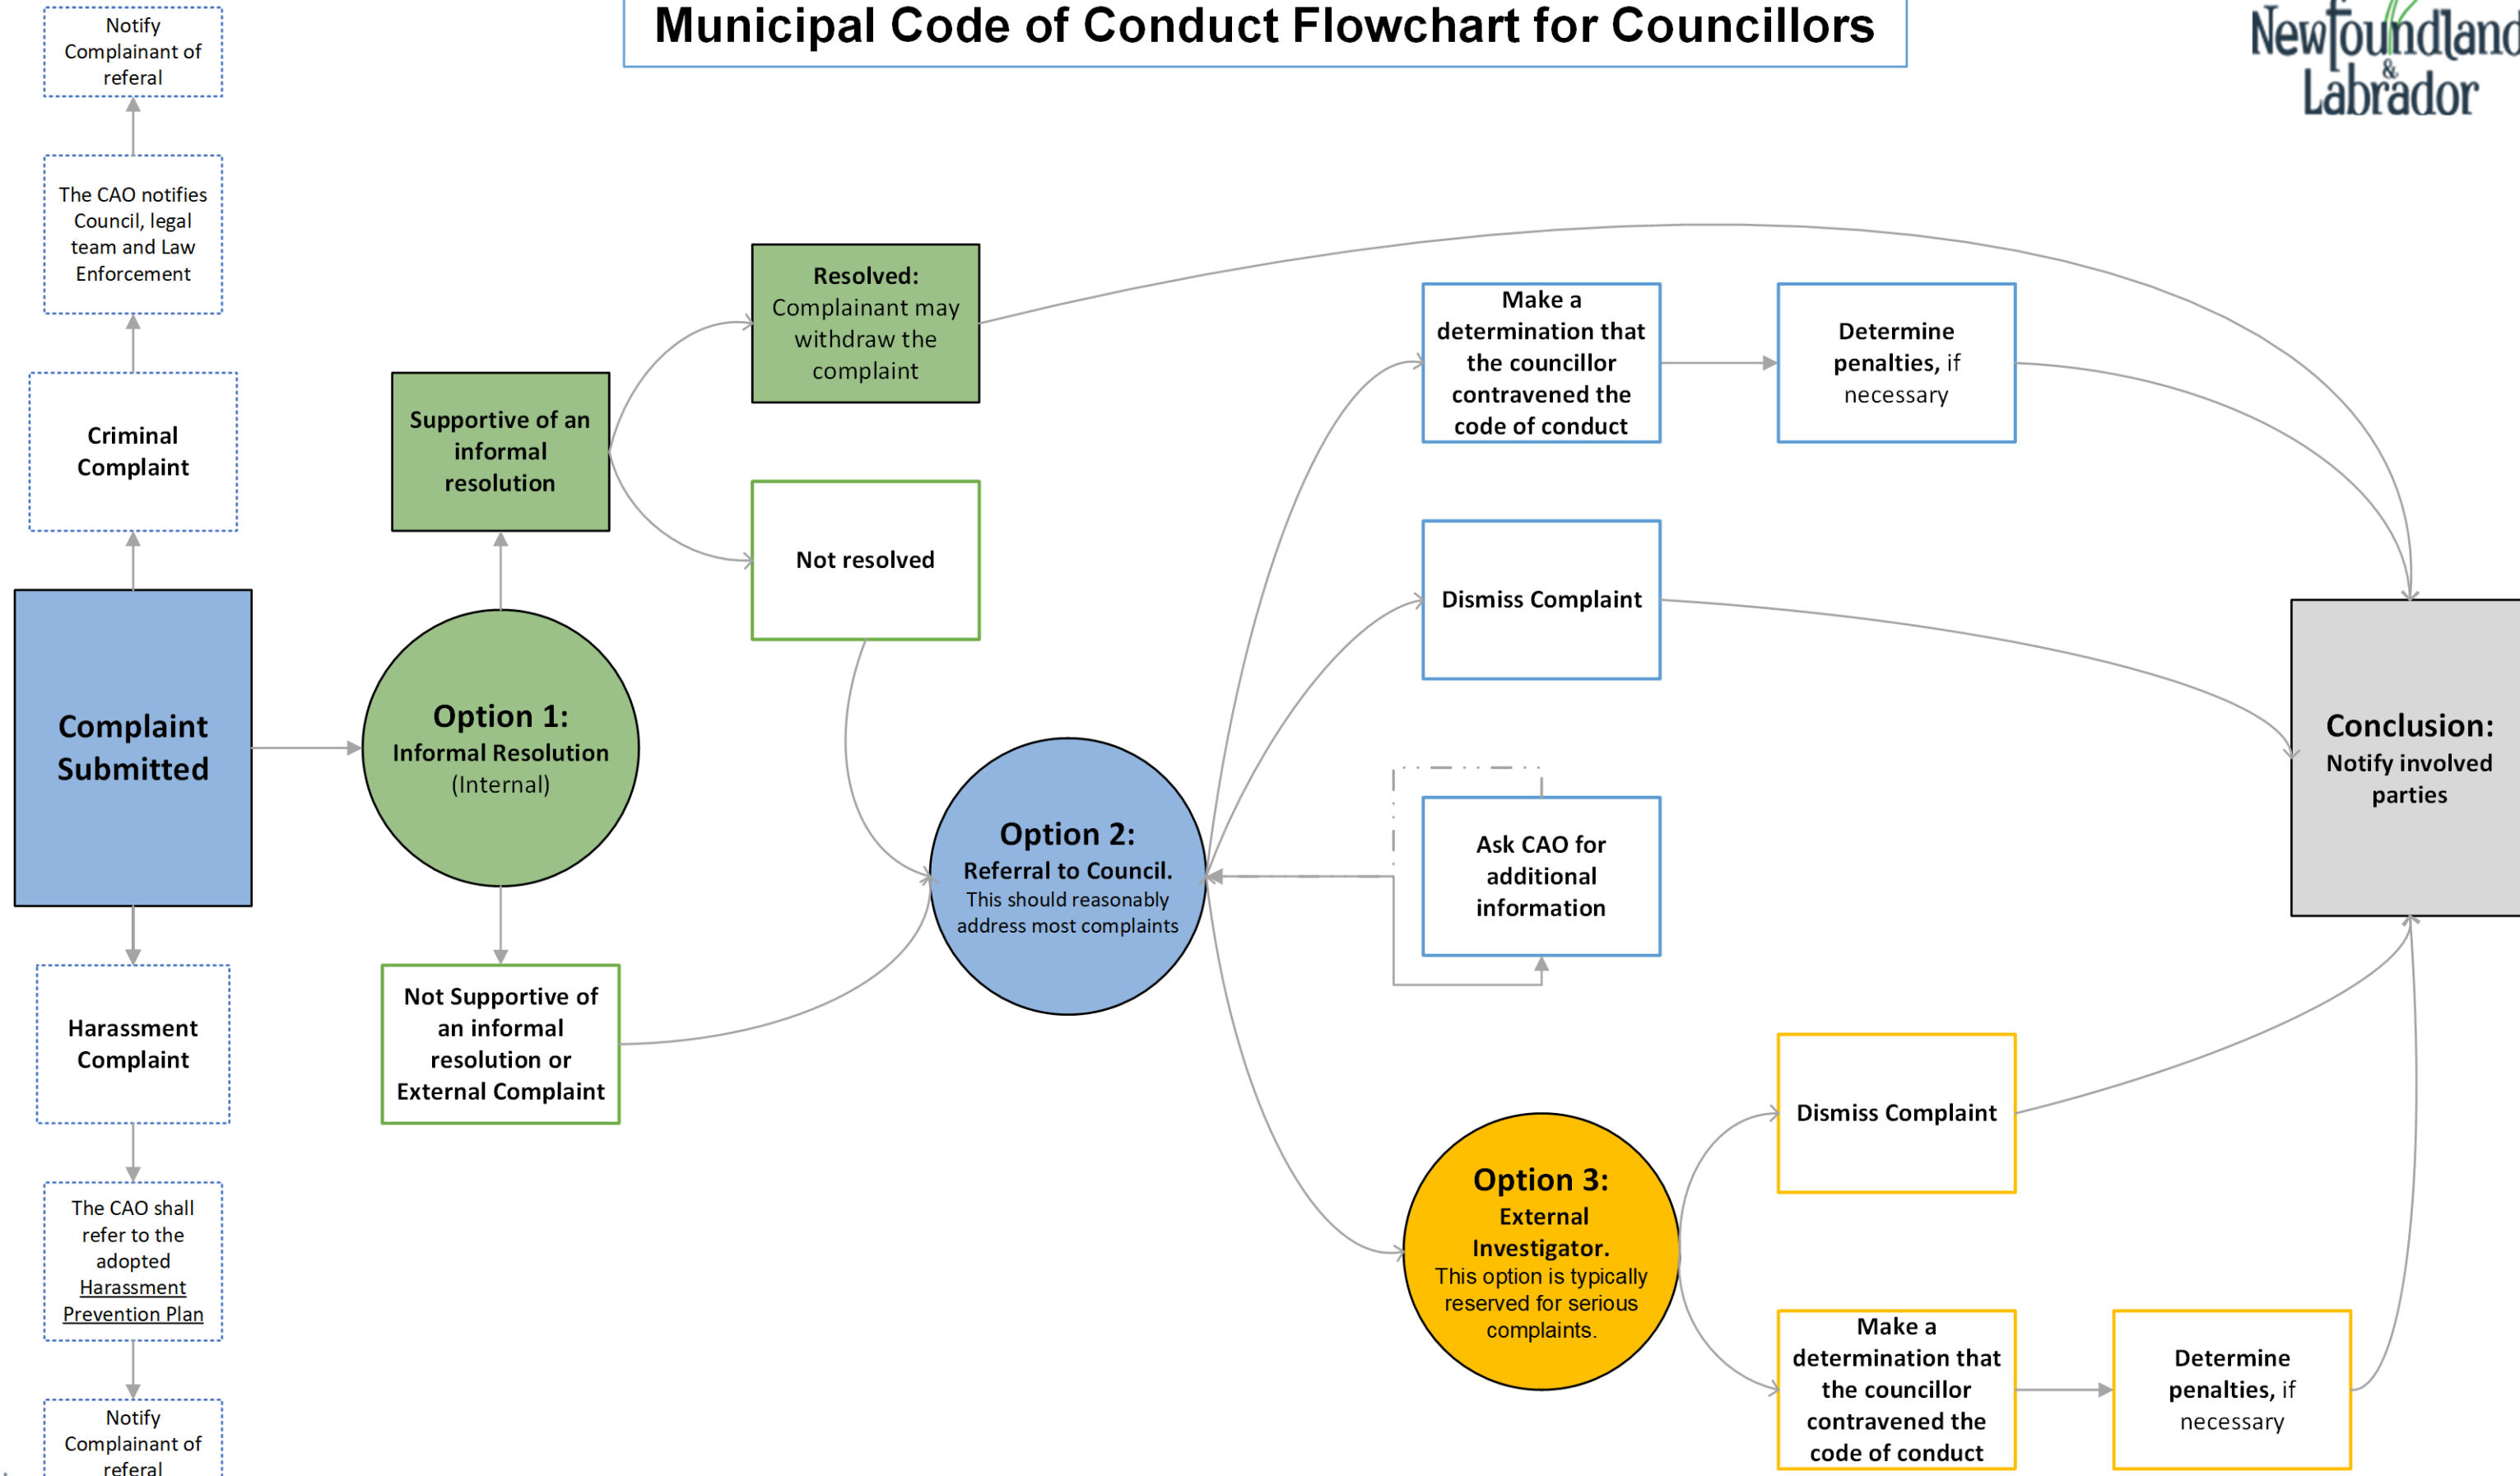 Municipal Code of Conduct Flowchart for Councillors
Newfoundland
&
Labrador
Notify
Complainant of
referal
The CAO notifies
Council, legal
team and Law
Enforcement
Criminal
Complaint
Complaint
Submitted
Harassment
Complaint
The CAO shall
refer to the
adopted
Harassment
Prevention Plan
Notify
Complainant of
referal
Supportive of an
informal
resolution
Option 1:
Informal Resolution
(Internal)
Not Supportive of
an informal
resolution or
External Complaint
Resolved:
Complainant may
withdraw the
complaint
Not resolved
Option 2:
Referral to Council.
This should reasonably
address most complaints
Make a
determination that
the councillor
contravened the
code of conduct
Determine
penalties, if
necessary
Dismiss Complaint
Ask CAO for
additional
information
Option 3:
External
Investigator.
This option is typically
reserved for serious
complaints.
Dismiss Complaint
Make a
determination that
the councillor
contravened the
code of conduct
Determine
penalties, if
necessary
Conclusion:
Notify involved
parties